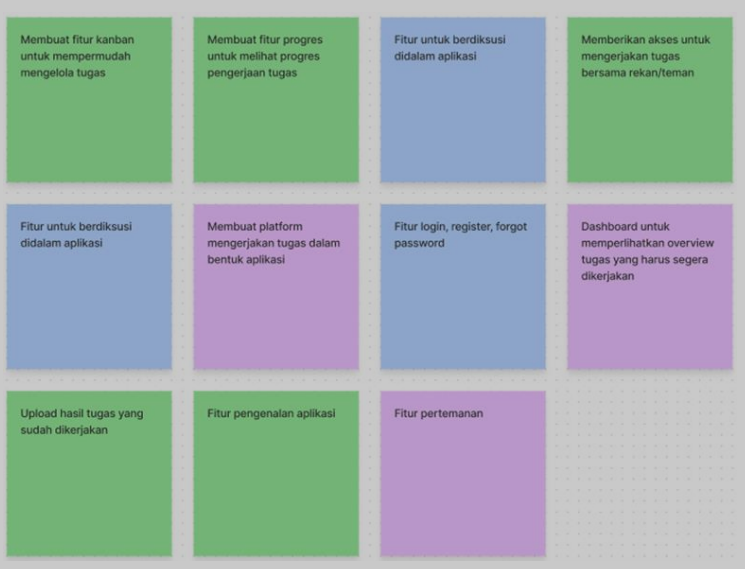 Membuat fitur kanban
untuk mempermudah
mengelola tugas
Membuat fitur progres
untuk melihat progres
pengerjaan tugas
Fitur untuk berdiksusi
didalam aplikasi
Memberikan akses untuk
mengerjakan tugas
bersama rekan/teman
Fitur untuk berdiksusi
didalam aplikasi
Membuat platform
mengerjakan tugas dalam
bentuk aplikasi
Fitur login, register, forgot
password
Dashboard untuk
memperlihatkan overview
tugas yang harus segera
dikerjakan
Upload hasil tugas yang
sudah dikerjakan
Fitur pengenalan aplikasi
Fitur pertemanan